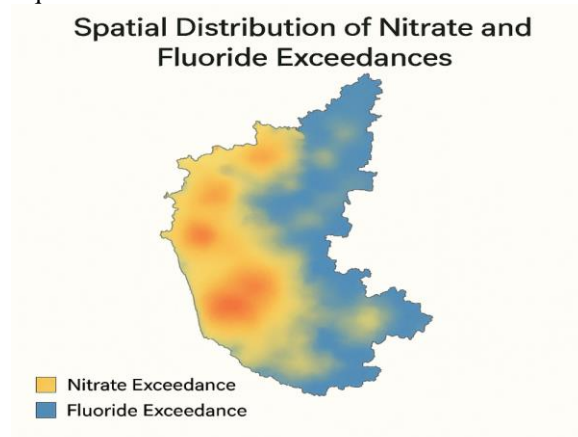 Spatial Distribution of Nitrate and
Fluoride Exceedances
Nitrate Exceedance
Fluoride Exceedance